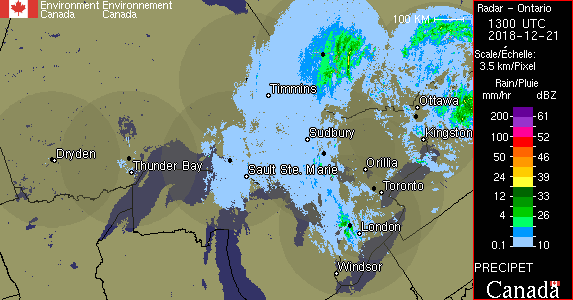 Environment Environnement
Canada Canada
100 KM
Timmins
Ottawa
Sudbury
Kingston
Dryden
Thunder Bay
Sault Ste. Marie
Orillia
Toronto
London
Windsor
Radar - Ontario
1300 UTC
2018-12-21
Scale/Échelle:
3.5 km/Pixel
Rain/Pluie
mm/hr dBZ
200 61
100 52
50 46
24 39
12 33
4 26
0.1 10
PRECIPET
Canada